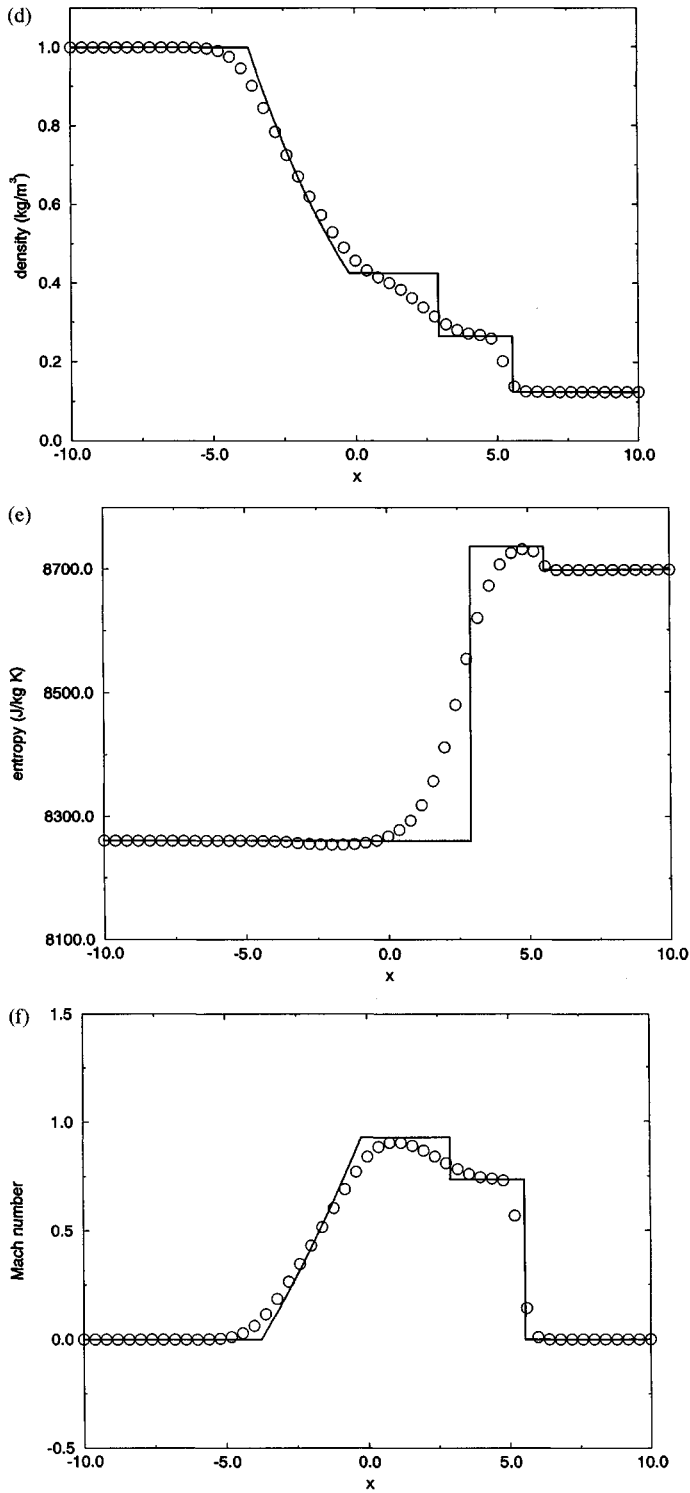 (d)
1.0
0.8
0.6
0.4
0.2
0.0
density (kg/m³)
-10.0 -5.0 0.0 5.0 10.0
x
(e)
8700.0
8500.0
8300.0
8100.0
entropy (J/kg K)
-10.0 -5.0 0.0 5.0 10.0
x
(f)
1.5
1.0
0.5
0.0
-0.5
Mach number
-10.0 -5.0 0.0 5.0 10.0
x